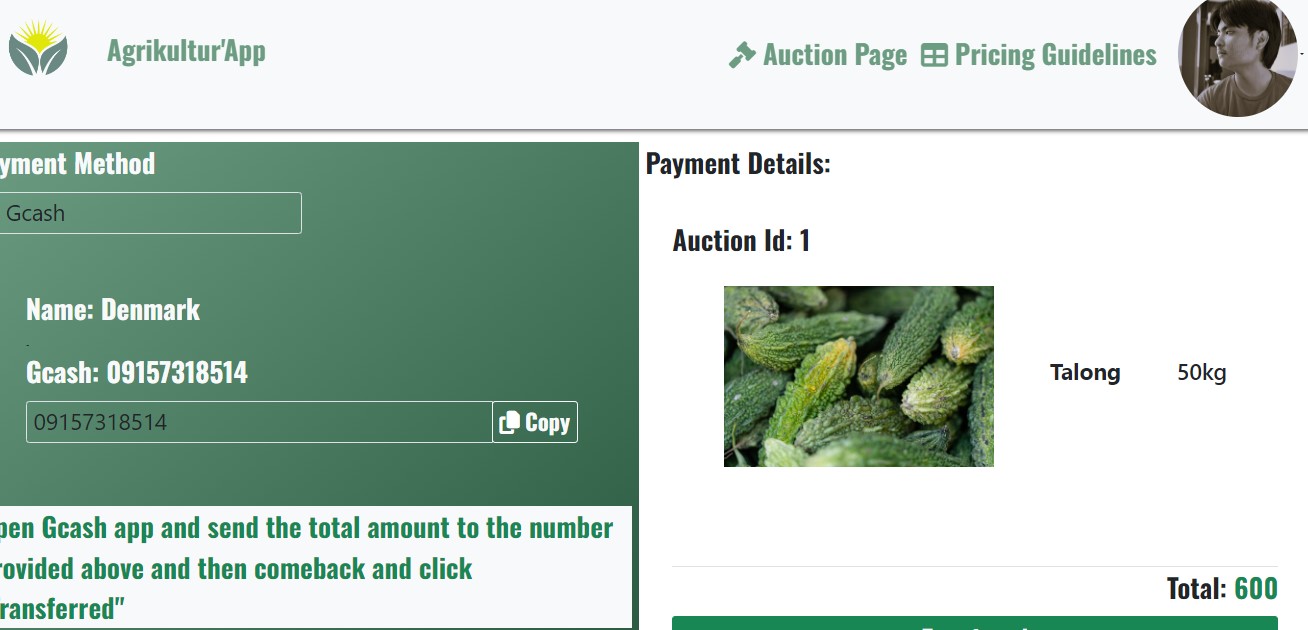 Agrikultur'App
Auction Page
Pricing Guidelines
yment Method
Gcash
Name: Denmark
Gcash: 09157318514
09157318514
Copy
pen Gcash app and send the total amount to the number
rovided above and then comeback and click
ransferred"
Payment Details:
Auction Id: 1
Talong 50kg
Total: 600